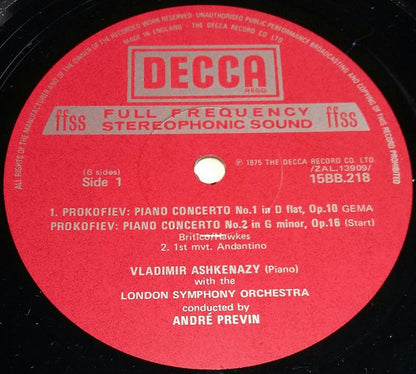 ALL RIGHTS OF THE MANUFACTURER AND OF THE OWNER OF THE RECORDED WORK RESERVED · UNAUTHORISED PUBLIC PERFORMANCE BROADCASTING AND COPYING OF THIS RECORD PROHIBITED
MADE IN ENGLAND · THE DECCA RECORD CO LTD
DECCA
REGD
ffss FULL FREQUENCY ffss
STEREOPHONIC SOUND
(6 sides)
Side 1
℗ 1975 THE DECCA RECORD CO. LTD.
/ZAL.13909/
15BB.218
1. PROKOFIEV: PIANO CONCERTO No.1 in D flat, Op.10 GEMA
PROKOFIEV: PIANO CONCERTO No.2 in G minor, Op.16 (Start)
Britico/Hawkes
2. 1st mvt. Andantino
VLADIMIR ASHKENAZY (Piano)
with the
LONDON SYMPHONY ORCHESTRA
conducted by
ANDRÉ PREVIN